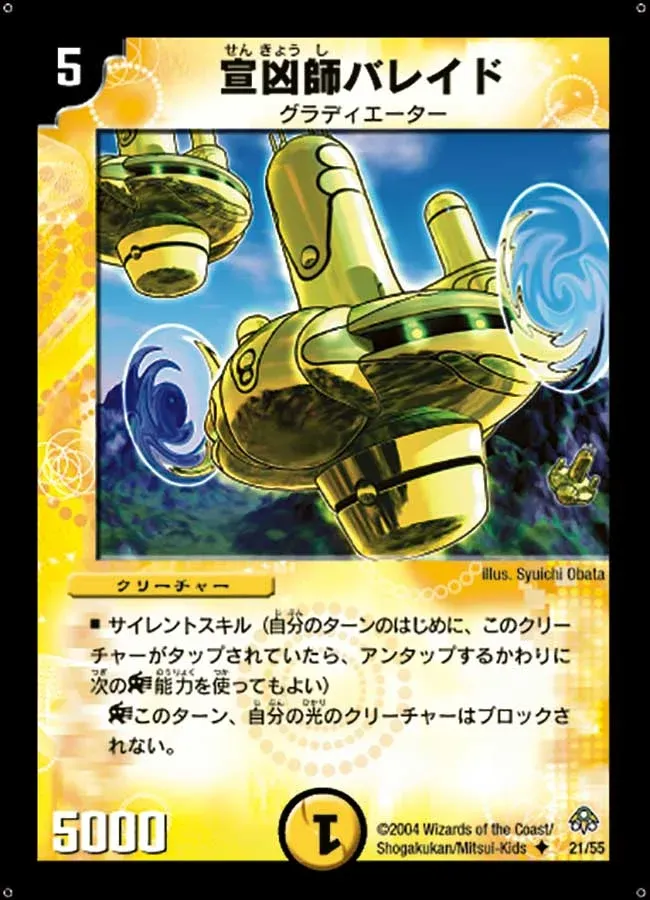 5
せんきょうし
宣凶師バレイド
グラディエーター
illus. Syuichi Obata
クリーチャー
■ サイレントスキル（自分のターンのはじめに、このクリー
チャーがタップされていたら、アンタップするかわりに
次の能力を使ってもよい）
このターン、自分の光のクリーチャーはブロックさ
れない。
5000
1
©2004 Wizards of the Coast/
Shogakukan/Mitsui-Kids 21/55